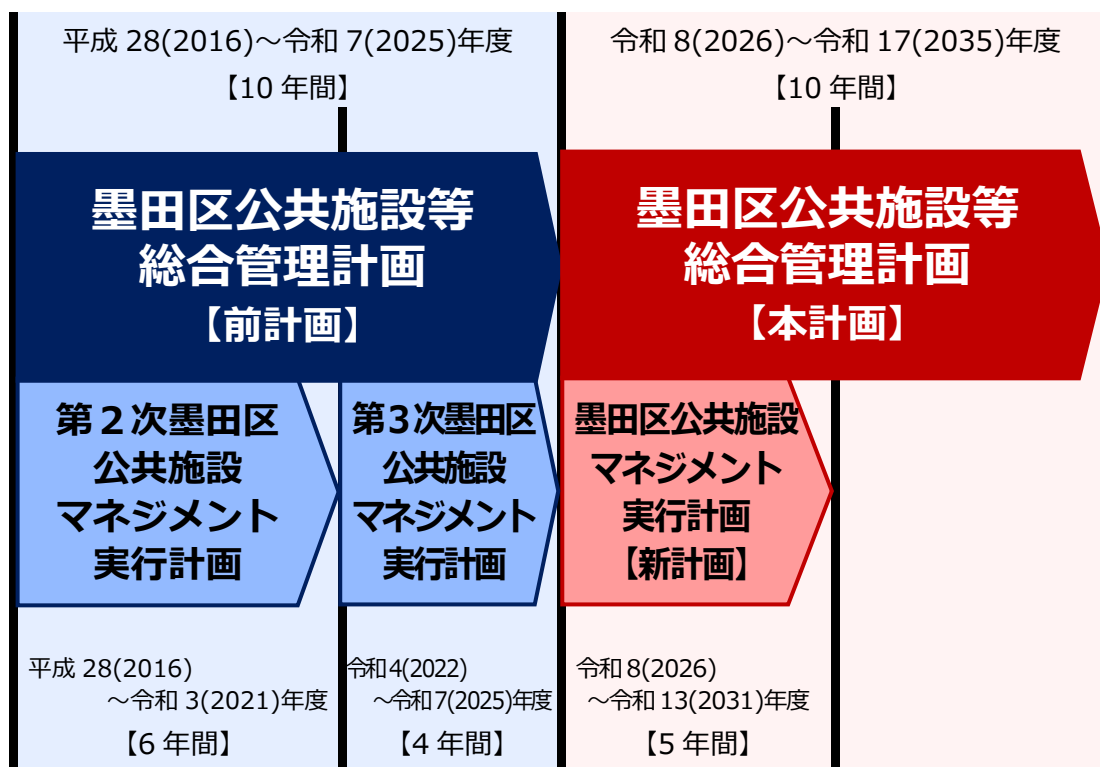 平成 28(2016)～令和 7(2025)年度
【10 年間】
令和 8(2026)～令和 17(2035)年度
【10 年間】
墨田区公共施設等
総合管理計画
【前計画】
墨田区公共施設等
総合管理計画
【本計画】
第２次墨田区
公共施設
マネジメント
実行計画
第3次墨田区
公共施設
マネジメント
実行計画
墨田区公共施設
マネジメント
実行計画
【新計画】
平成 28(2016)
～令和 3(2021)年度
【6 年間】
令和4(2022)
～令和7(2025)年度
【4 年間】
令和 8(2026)
～令和 13(2031)年度
【5 年間】